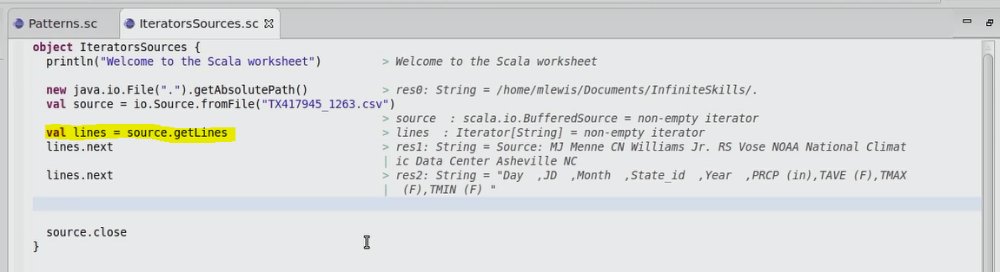 Patterns.sc IteratorsSources.sc
object IteratorsSources {
println("Welcome to the Scala worksheet") > Welcome to the Scala worksheet
new java.io.File(".").getAbsolutePath() > res0: String = /home/mlewis/Documents/InfiniteSkills/.
val source = io.Source.fromFile("TX417945_1263.csv")
> source : scala.io.BufferedSource = non-empty iterator
val lines = source.getLines > lines : Iterator[String] = non-empty iterator
lines.next > res1: String = Source: MJ Menne CN Williams Jr. RS Vose NOAA National Climat
| ic Data Center Asheville NC
lines.next > res2: String = "Day ,JD ,Month ,State_id ,Year ,PRCP (in),TAVE (F),TMAX
| (F),TMIN (F) "
source.close
}